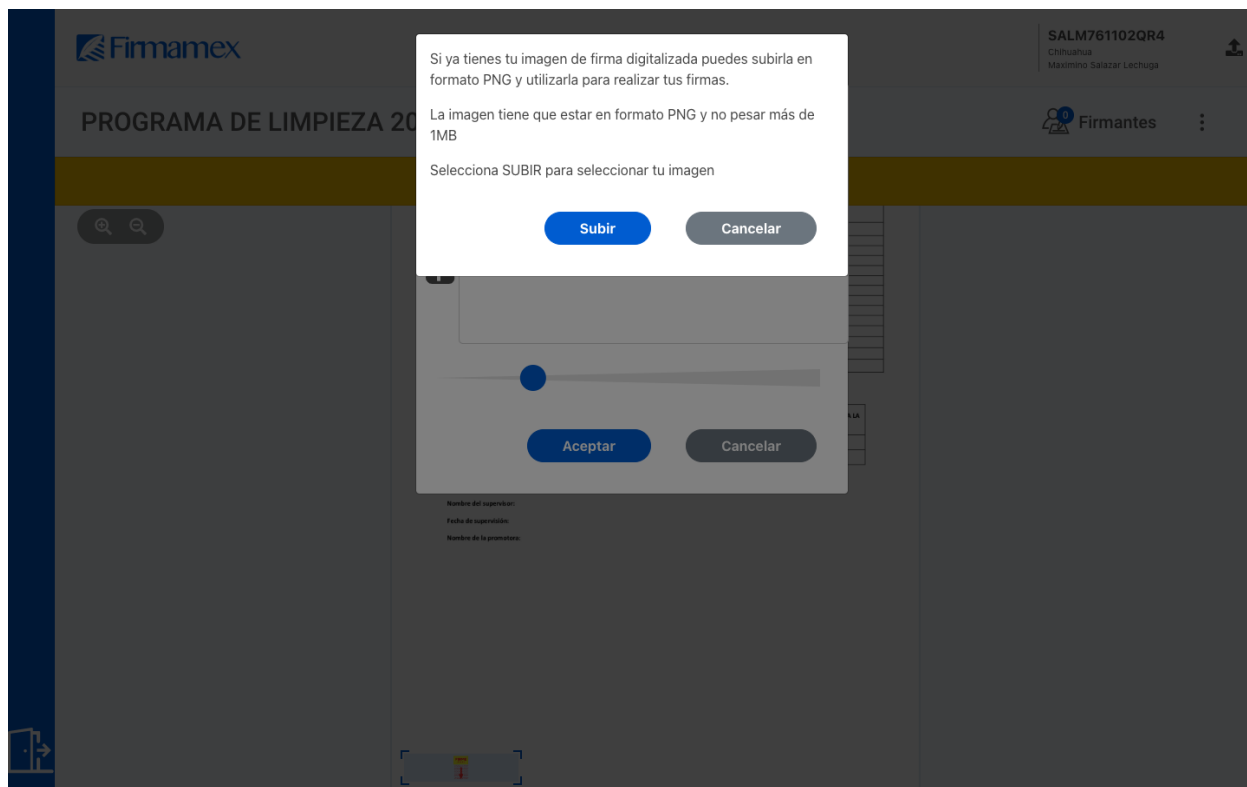 Firmamex
SALM761102QR4
Chihuahua
Maximino Salazar Lechuga
Si ya tienes tu imagen de firma digitalizada puedes subirla en
formato PNG y utilizarla para realizar tus firmas.
La imagen tiene que estar en formato PNG y no pesar más de
1MB
Selecciona SUBIR para seleccionar tu imagen
Subir
Cancelar
PROGRAMA DE LIMPIEZA 20
0
Firmantes
A LA
Aceptar
Cancelar
Nombre del supervisor:
Fecha de supervisión:
Nombre de la promotora: